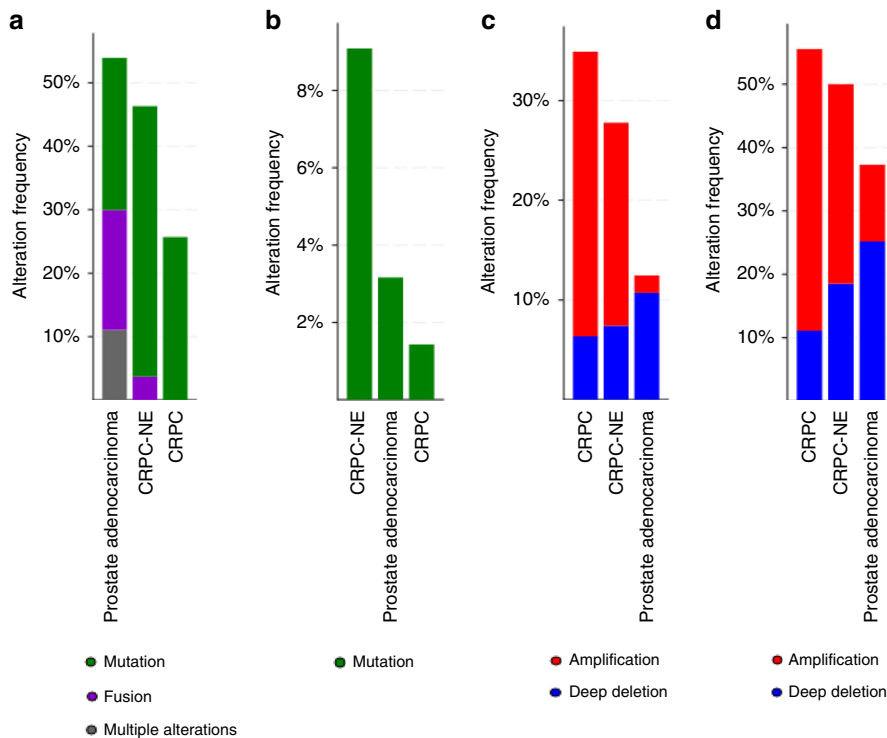 a
Alteration frequency
50%
40%
30%
20%
10%
Prostate adenocarcinoma
CRPC-NE
CRPC
Mutation
Fusion
Multiple alterations
b
Alteration frequency
8%
6%
4%
2%
CRPC-NE
Prostate adenocarcinoma
CRPC
Mutation
c
Alteration frequency
30%
20%
10%
CRPC
CRPC-NE
Prostate adenocarcinoma
Amplification
Deep deletion
d
Alteration frequency
50%
40%
30%
20%
10%
CRPC
CRPC-NE
Prostate adenocarcinoma
Amplification
Deep deletion